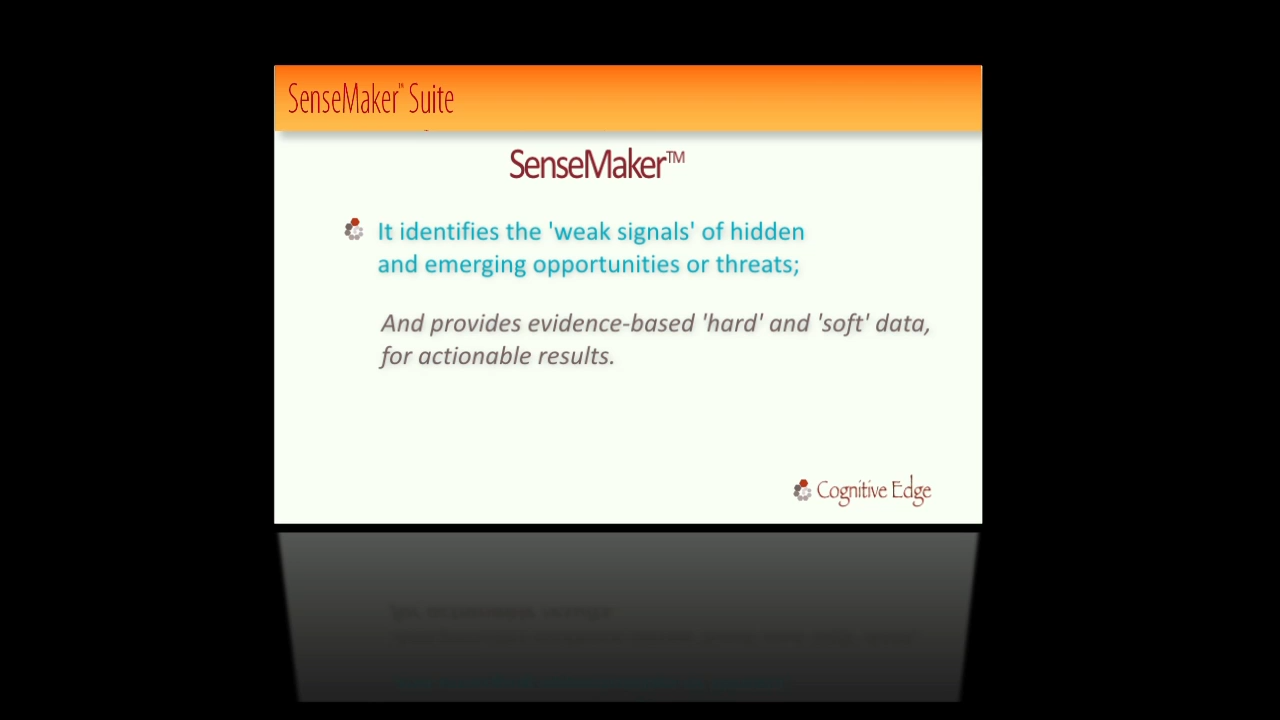 SenseMaker™ Suite
SenseMaker™
It identifies the 'weak signals' of hidden
and emerging opportunities or threats;
And provides evidence-based 'hard' and 'soft' data,
for actionable results.
Cognitive Edge